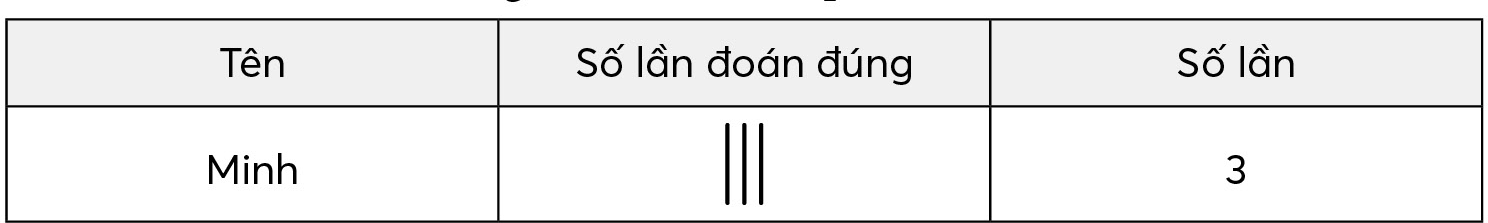 Tên Số lần đoán đúng Số lần
Minh ||| 3